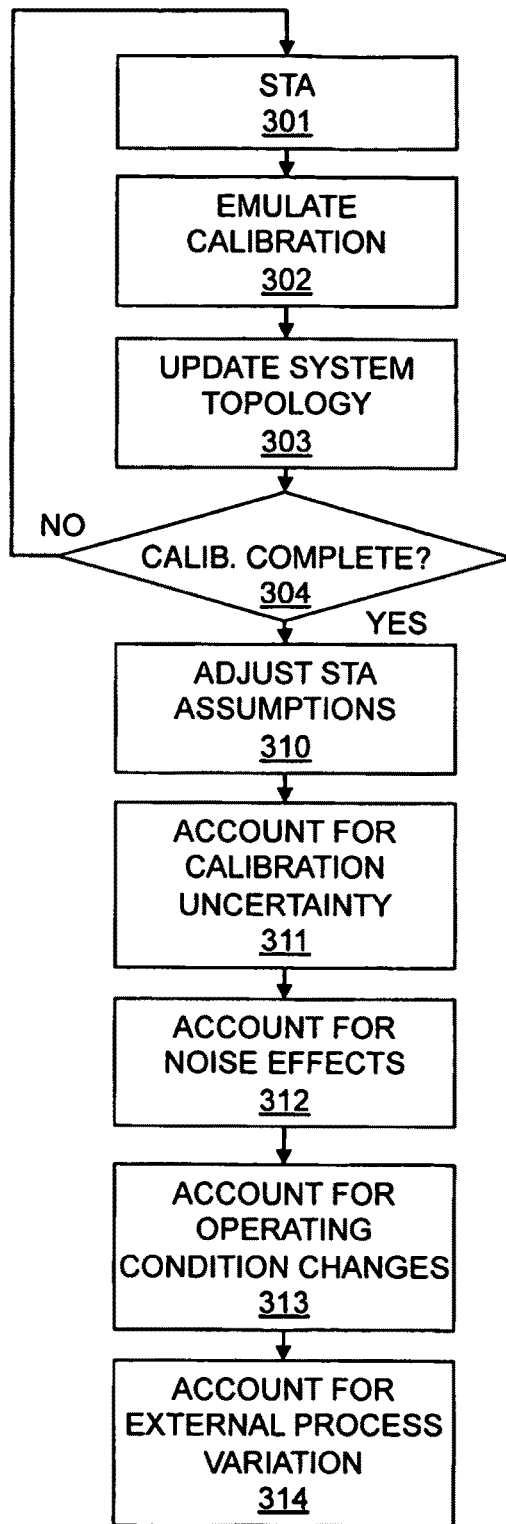 STA
301
EMULATE
CALIBRATION
302
UPDATE SYSTEM
TOPOLOGY
303
NO
CALIB. COMPLETE?
304
YES
ADJUST STA
ASSUMPTIONS
310
ACCOUNT FOR
CALIBRATION
UNCERTAINTY
311
ACCOUNT FOR
NOISE EFFECTS
312
ACCOUNT FOR
OPERATING
CONDITION CHANGES
313
ACCOUNT FOR
EXTERNAL PROCESS
VARIATION
314